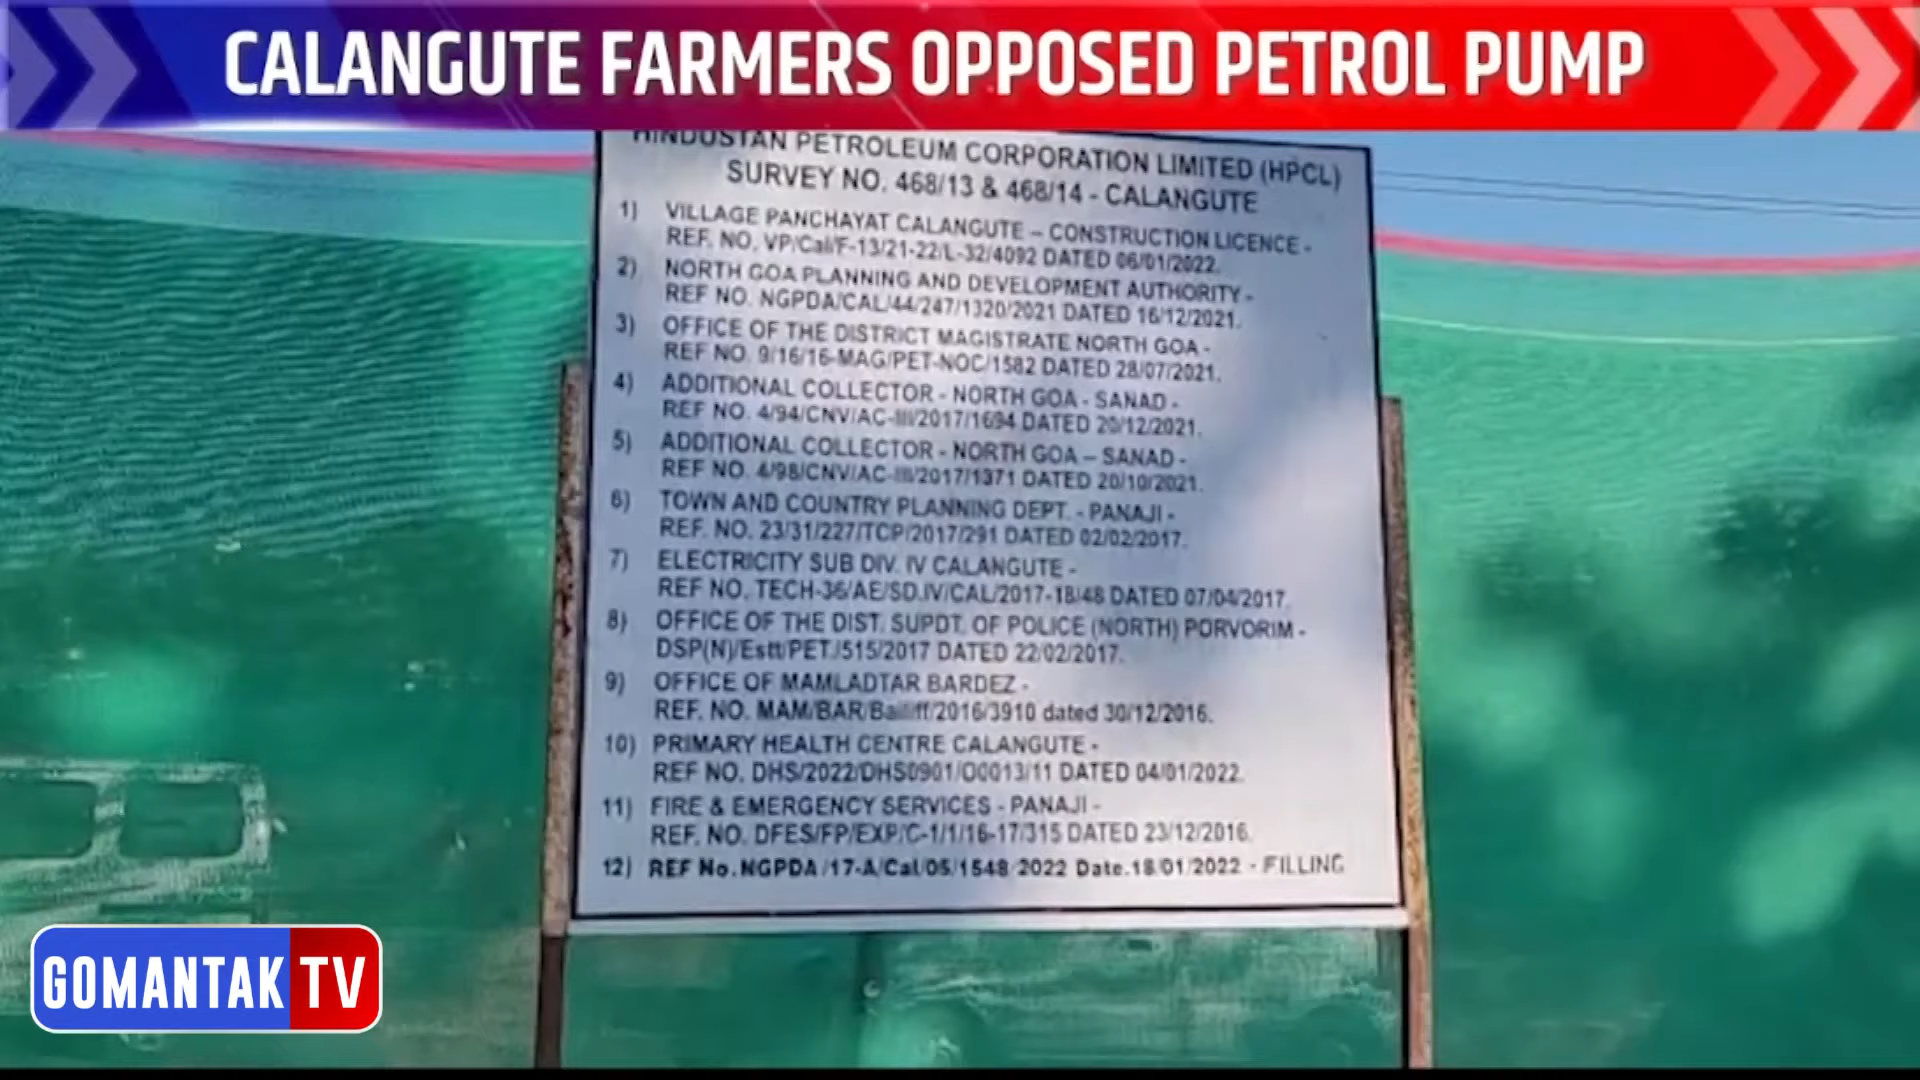 CALANGUTE FARMERS OPPOSED PETROL PUMP
HINDUSTAN PETROLEUM CORPORATION LIMITED (HPCL)
SURVEY NO. 468/13 & 468/14 - CALANGUTE
1) VILLAGE PANCHAYAT CALANGUTE – CONSTRUCTION LICENCE -
REF. NO. VP/Cal/F-13/21-22/L-32/4092 DATED 06/01/2022.
2) NORTH GOA PLANNING AND DEVELOPMENT AUTHORITY -
REF NO. NGPDA/CAL/44/247/1320/2021 DATED 16/12/2021.
3) OFFICE OF THE DISTRICT MAGISTRATE NORTH GOA -
REF NO. 9/16/16-MAG/PET-NOC/1582 DATED 28/07/2021.
4) ADDITIONAL COLLECTOR - NORTH GOA - SANAD -
REF NO. 4/94/CNV/AC-III/2017/1694 DATED 20/12/2021.
5) ADDITIONAL COLLECTOR - NORTH GOA – SANAD -
REF NO. 4/98/CNV/AC-III/2017/1371 DATED 20/10/2021.
6) TOWN AND COUNTRY PLANNING DEPT. - PANAJI -
REF. NO. 23/31/227/TCP/2017/291 DATED 02/02/2017.
7) ELECTRICITY SUB DIV. IV CALANGUTE -
REF NO. TECH-36/AE/SD.IV/CAL/2017-18/48 DATED 07/04/2017.
8) OFFICE OF THE DIST. SUPDT. OF POLICE (NORTH) PORVORIM -
DSP(N)/Estt/PET./515/2017 DATED 22/02/2017.
9) OFFICE OF MAMLADTAR BARDEZ -
REF. NO. MAM/BAR/Bailiff/2016/3910 dated 30/12/2016.
10) PRIMARY HEALTH CENTRE CALANGUTE -
REF NO. DHS/2022/DHS0901/O0013/11 DATED 04/01/2022.
11) FIRE & EMERGENCY SERVICES - PANAJI -
REF. NO. DFES/FP/EXP/C-1/1/16-17/315 DATED 23/12/2016.
12) REF No.NGPDA/17-A/Cal/05/1548/2022 Date.18/01/2022 - FILLING
GOMANTAK TV